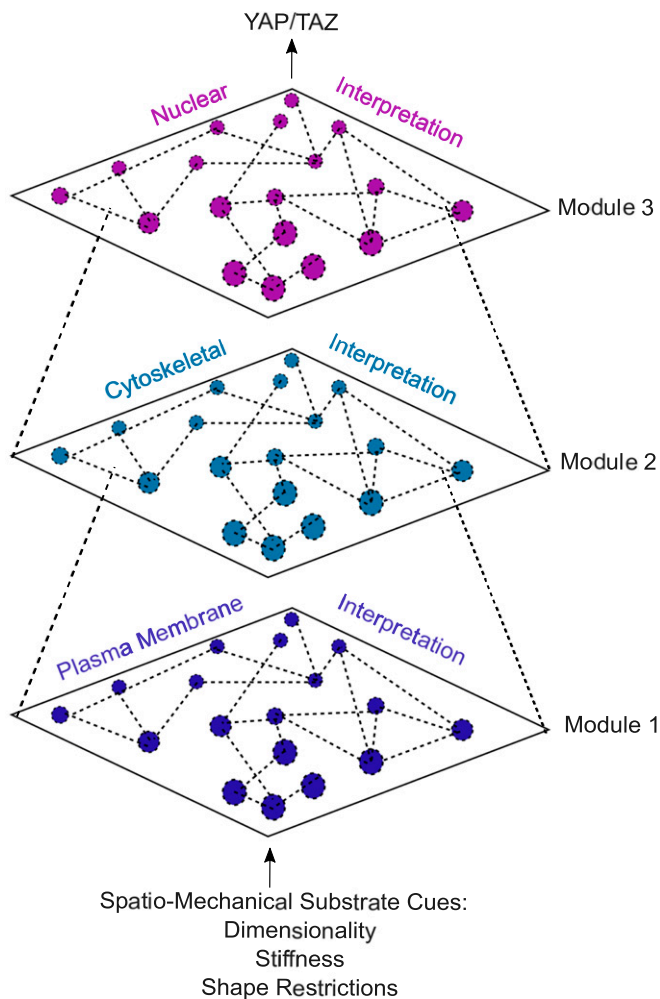 YAP/TAZ
Nuclear Interpretation
Module 3
Cytoskeletal Interpretation
Module 2
Plasma Membrane Interpretation
Module 1
Spatio-Mechanical Substrate Cues:
Dimensionality
Stiffness
Shape Restrictions